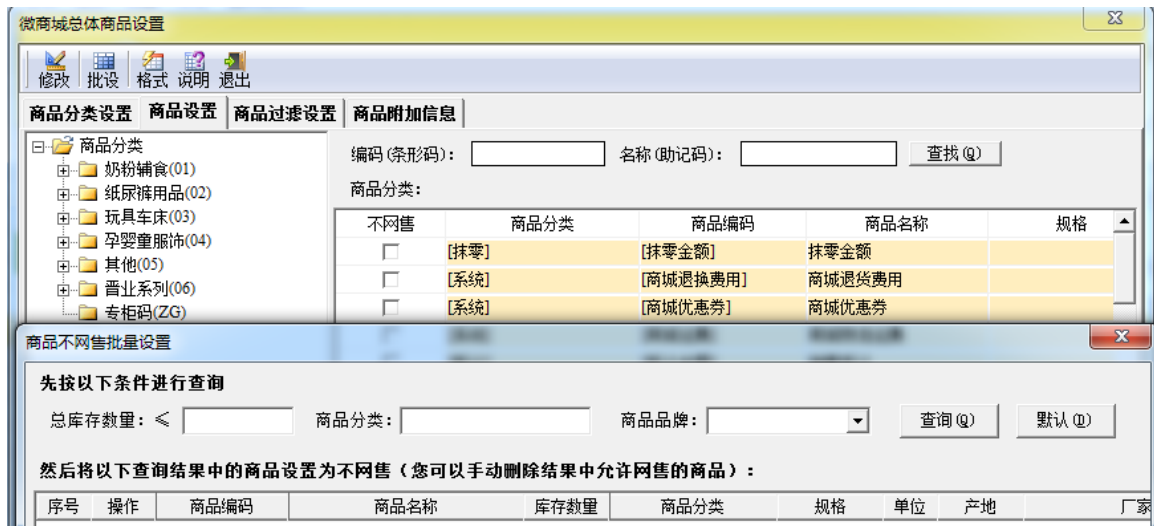 微商城总体商品设置
修改 批设 格式 说明 退出
商品分类设置 商品设置 商品过滤设置 商品附加信息
商品分类
奶粉辅食(01)
纸尿裤用品(02)
玩具车床(03)
孕婴童服饰(04)
其他(05)
晋业系列(06)
专柜码(ZG)
编码(条形码): 名称(助记码): 查找(Q)
商品分类:
不网售 商品分类 商品编码 商品名称 规格
[抹零] [抹零金额] 抹零金额
[系统] [商城退换费用] 商城退货费用
[系统] [商城优惠券] 商城优惠券
商品不网售批量设置
先按以下条件进行查询
总库存数量: ≤ 商品分类: 商品品牌: 查询(Q) 默认(D)
然后将以下查询结果中的商品设置为不网售(您可以手动删除结果中允许网售的商品):
序号 操作 商品编码 商品名称 库存数量 商品分类 规格 单位 产地 厂家